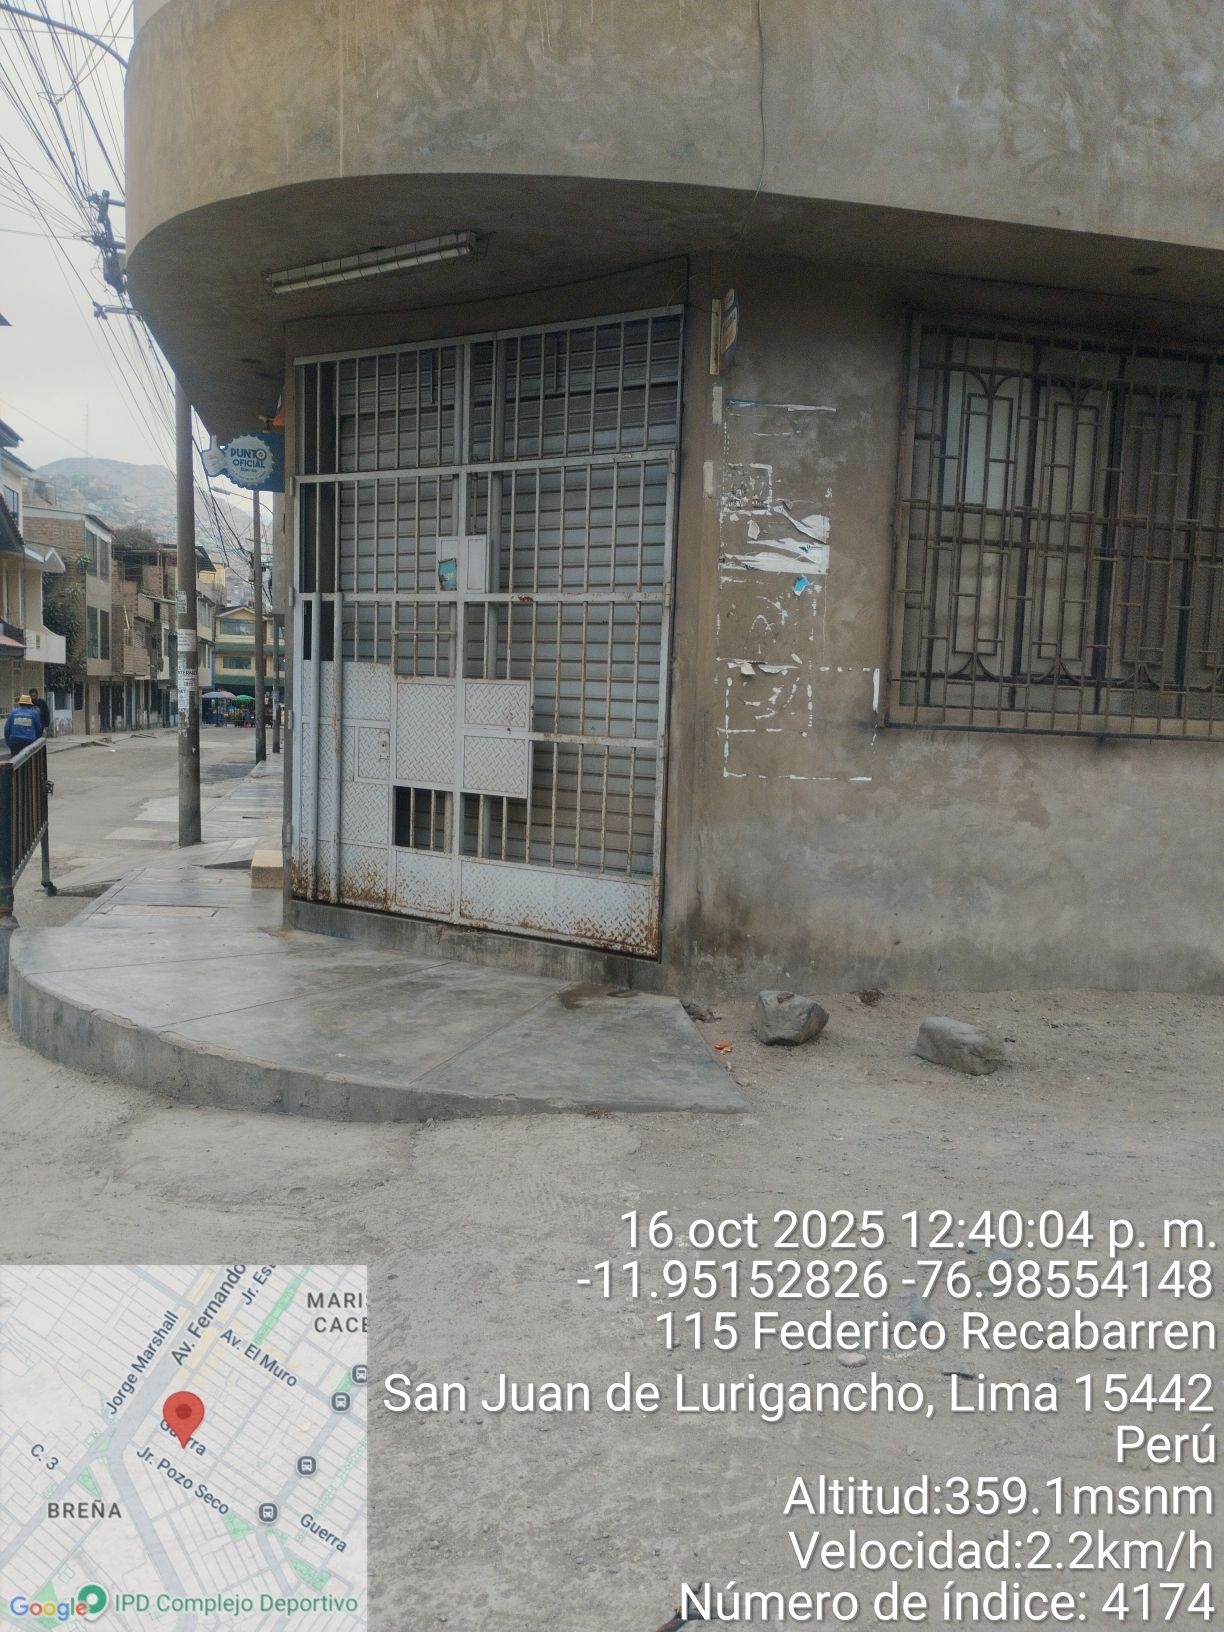 PUNTO
OFICIAL
16 oct 2025 12:40:04 p. m.
-11.95152826 -76.98554148
115 Federico Recabarren
San Juan de Lurigancho, Lima 15442
Perú
Altitud:359.1msnm
Velocidad:2.2km/h
Número de índice: 4174
MARI
CACE
Jr. Es
Av. Fernando
Jorge Marshall
Av. El Muro
Guerra
Jr. Pozo Seco
C. 3
BREÑA
Guerra
Google
IPD Complejo Deportivo